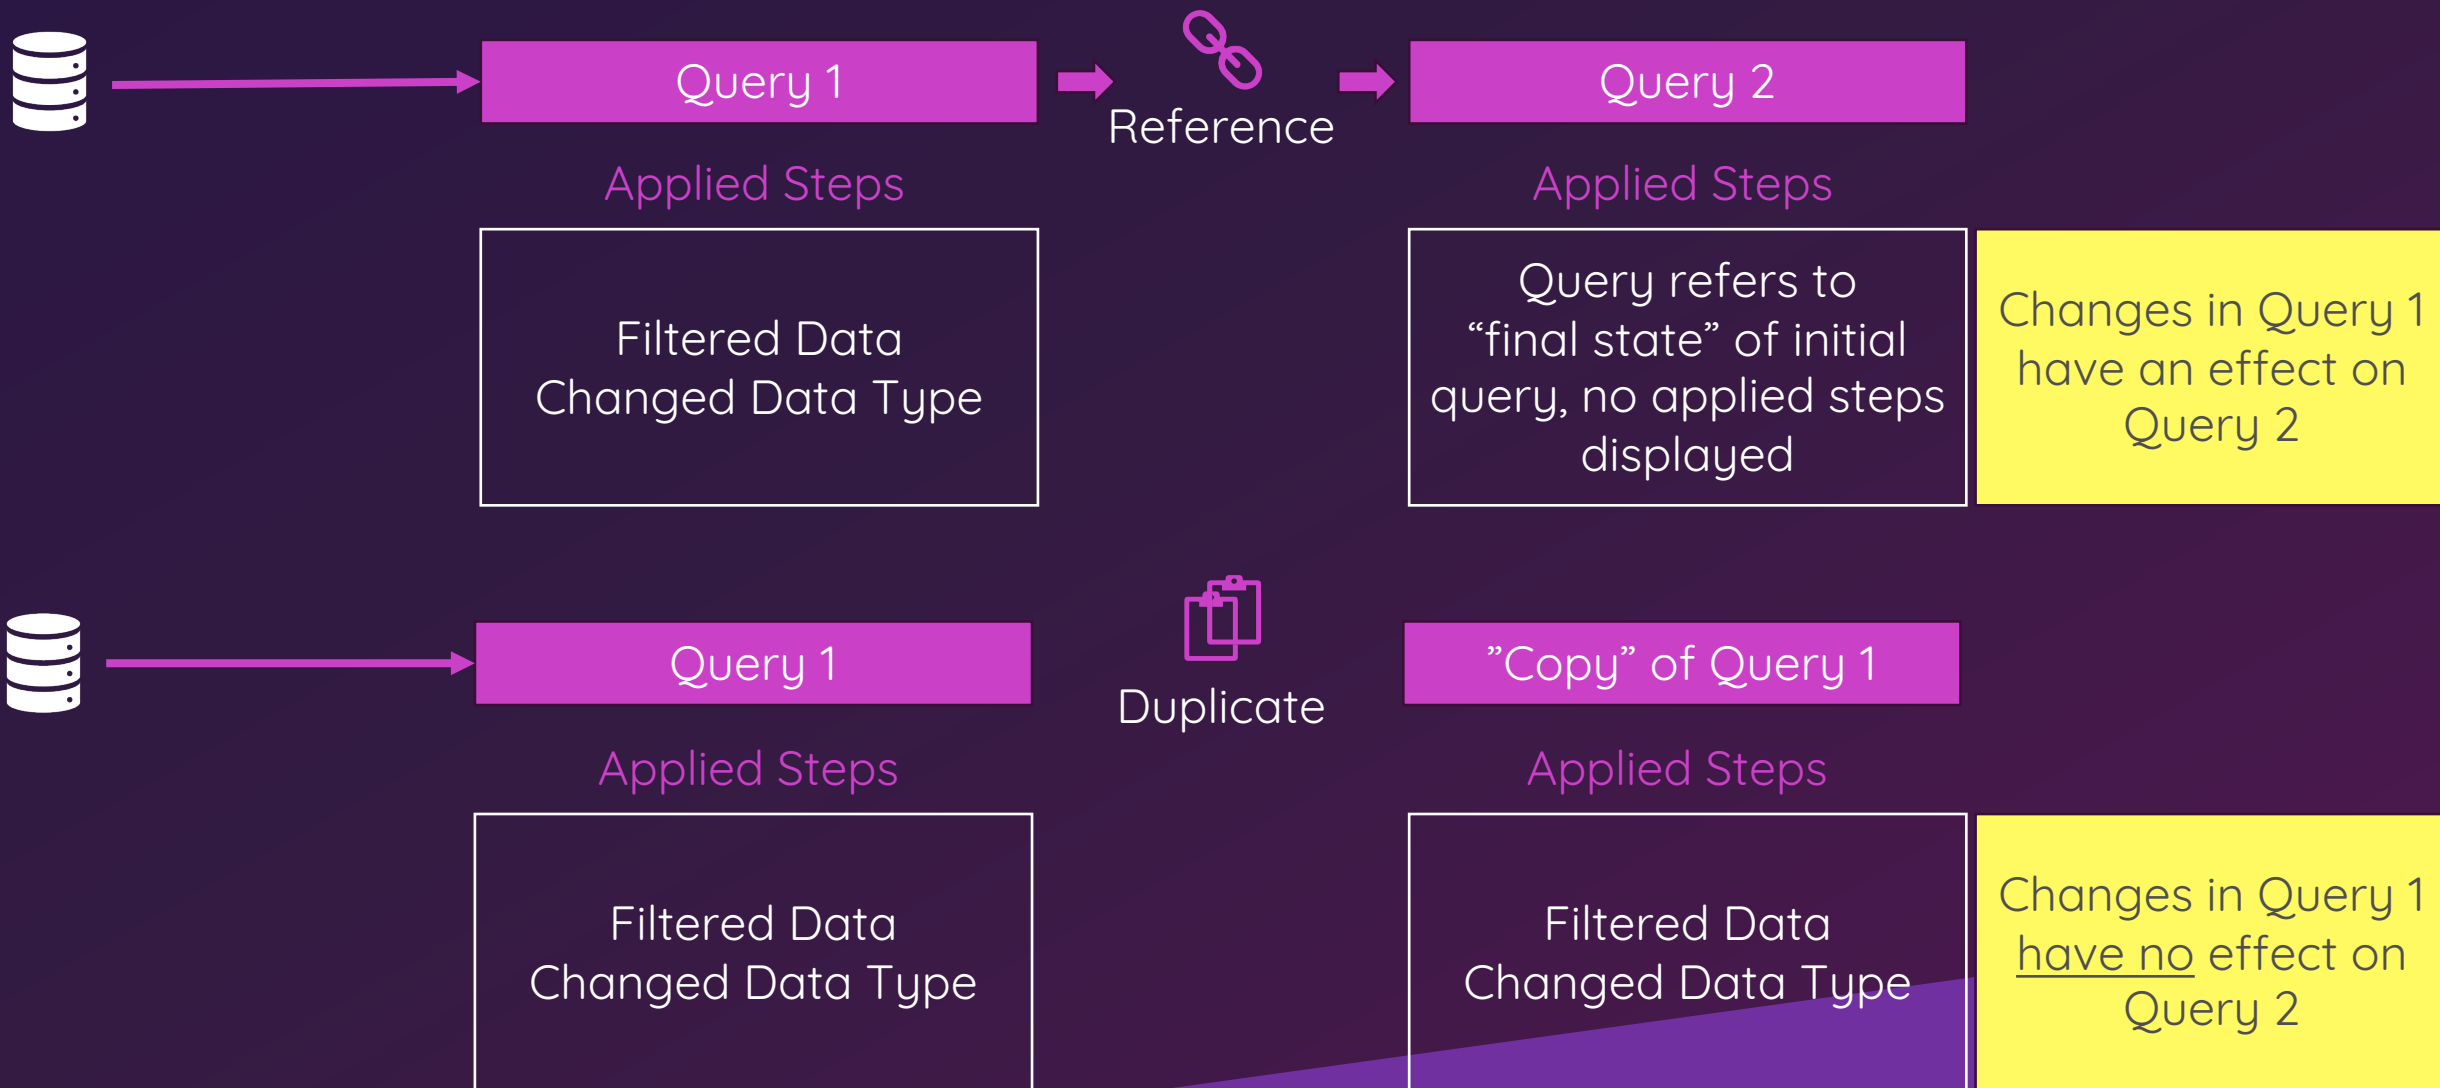 Query 1
Reference
Query 2
Applied Steps
Applied Steps
Filtered Data
Changed Data Type
Query refers to
“final state” of initial
query, no applied steps
displayed
Changes in Query 1
have an effect on
Query 2
Query 1
Duplicate
”Copy” of Query 1
Applied Steps
Applied Steps
Filtered Data
Changed Data Type
Filtered Data
Changed Data Type
Changes in Query 1
have no effect on
Query 2